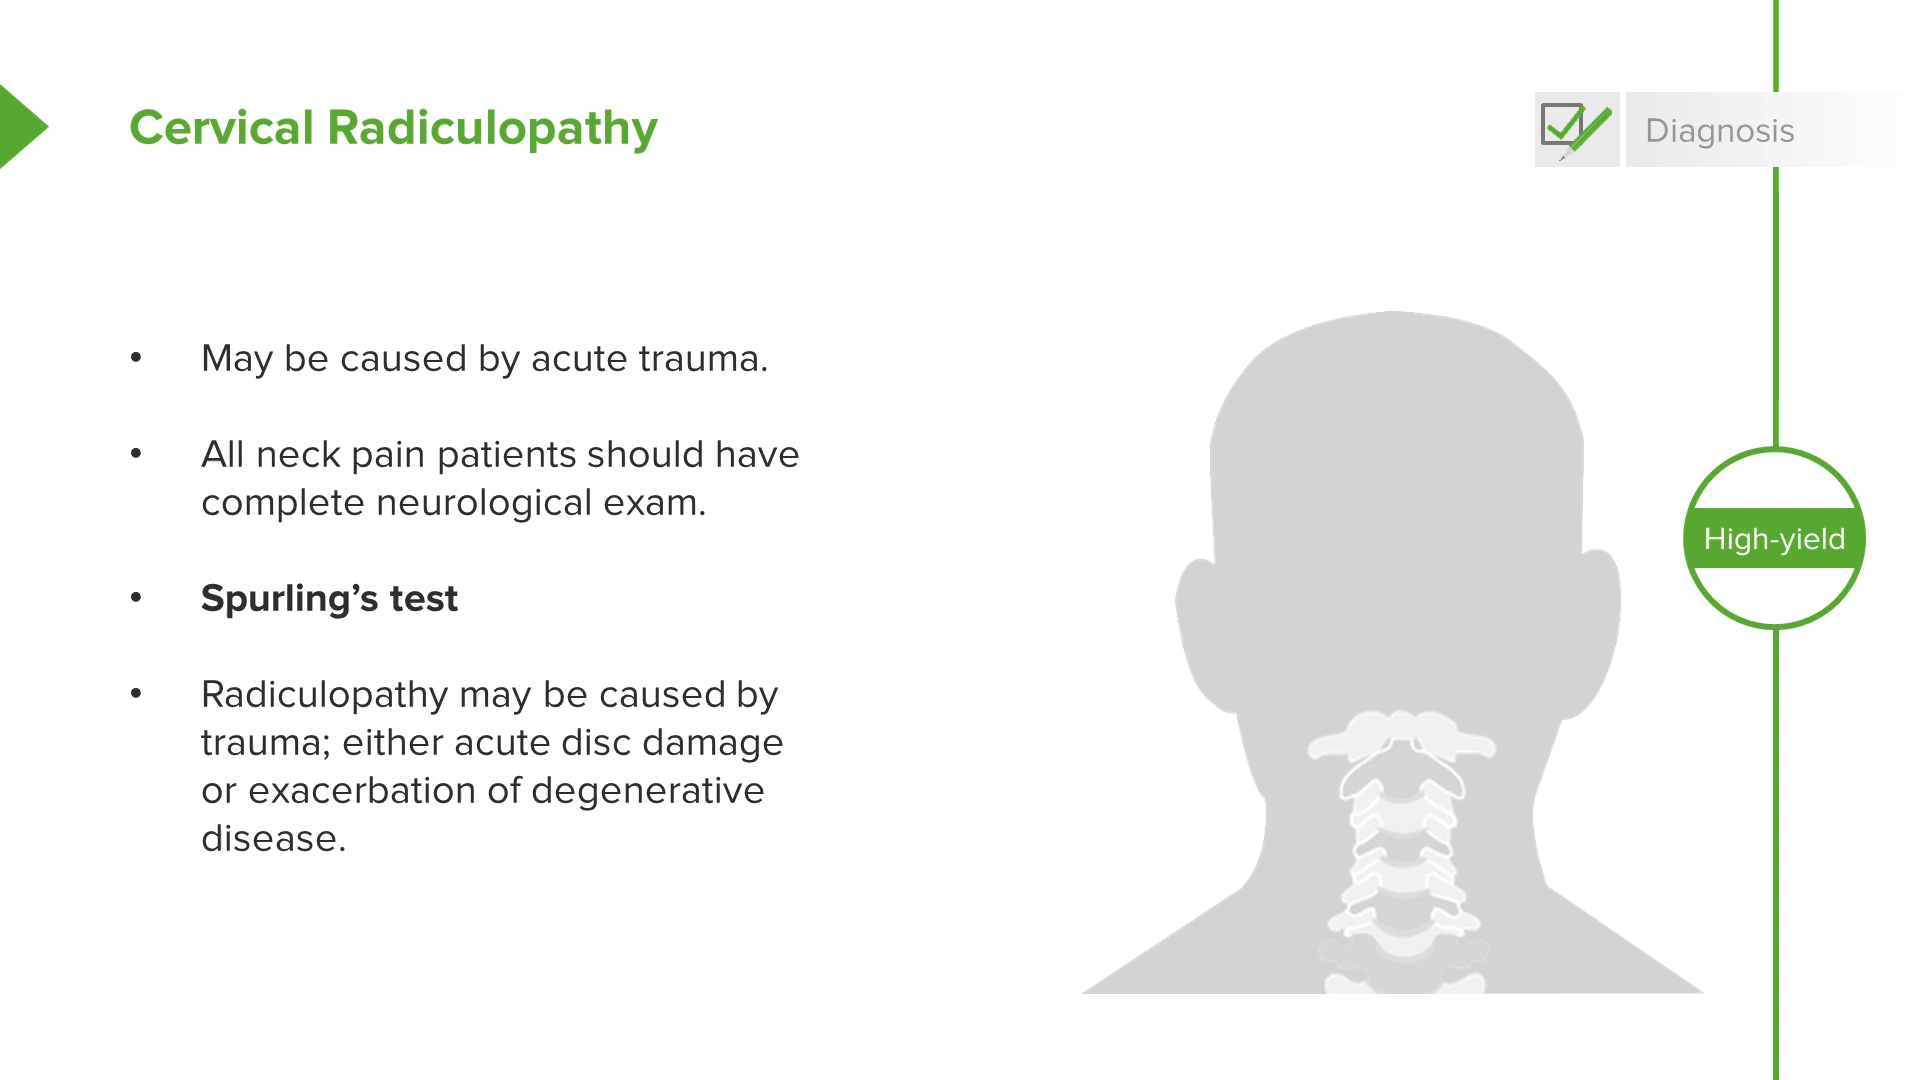 Cervical Radiculopathy
Diagnosis
• May be caused by acute trauma.
• All neck pain patients should have
complete neurological exam.
• Spurling’s test
• Radiculopathy may be caused by
trauma; either acute disc damage
or exacerbation of degenerative
disease.
High-yield